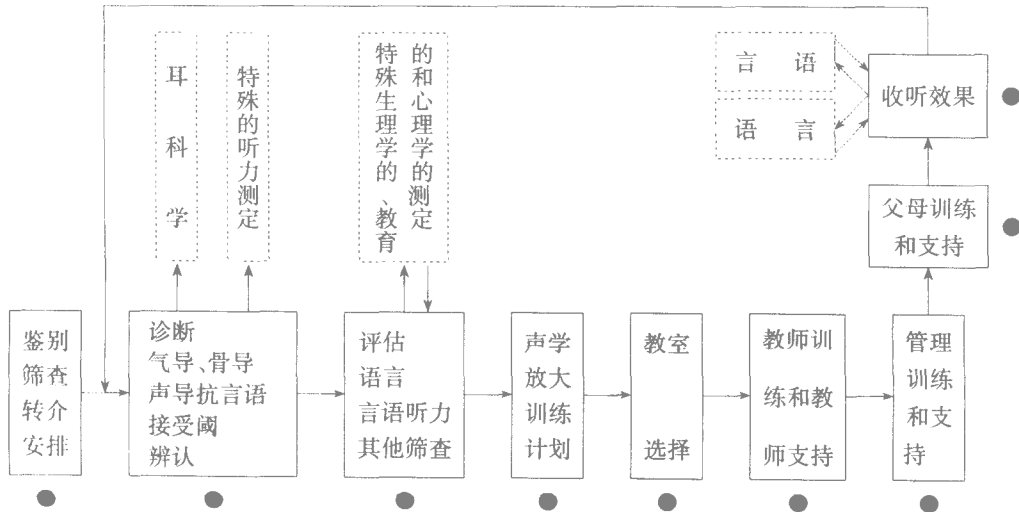 耳科学
特殊的听力测定
特殊生理学的、教育
的和心理学的测定
言语
语言
收听效果
父母训练
和支持
鉴别
筛查
转介
安排
诊断
气导、骨导
声导抗言语
接受阈
辨认
评估
语言
言语听力
其他筛查
声学
放大
训练
计划
教室
选择
教师训
练和教
师支持
管理
训练
和支
持